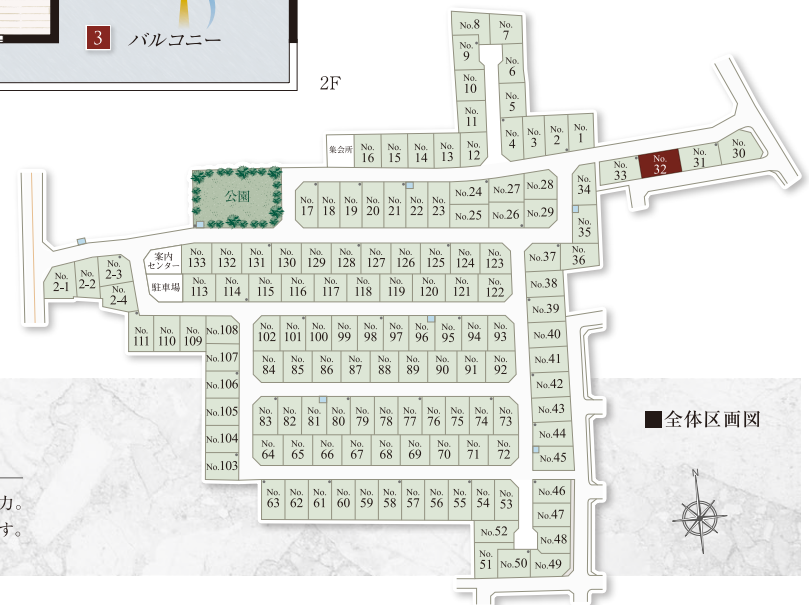 3 バルコニー
2F
No.8
No.7
No.9
No.6
No.10
No.5
No.11
No.4
No.3
No.2
No.1
集会所
No.16
No.15
No.14
No.13
No.12
No.33
No.32
No.31
No.30
公園
No.17
No.18
No.19
No.20
No.21
No.22
No.23
No.24
No.27
No.28
No.25
No.26
No.29
No.34
No.35
No.36
案内
センター
No.133
No.132
No.131
No.130
No.129
No.128
No.127
No.126
No.125
No.124
No.123
No.37
駐車場
No.113
No.114
No.115
No.116
No.117
No.118
No.119
No.120
No.121
No.122
No.38
No.2-1
No.2-2
No.2-3
No.2-4
No.39
No.111
No.110
No.109
No.108
No.102
No.101
No.100
No.99
No.98
No.97
No.96
No.95
No.94
No.93
No.40
No.107
No.84
No.85
No.86
No.87
No.88
No.89
No.90
No.91
No.92
No.41
No.106
No.42
No.105
No.83
No.82
No.81
No.80
No.79
No.78
No.77
No.76
No.75
No.74
No.73
No.43
■全体区画図
No.104
No.64
No.65
No.66
No.67
No.68
No.69
No.70
No.71
No.72
No.44
No.103
No.45
N
No.63
No.62
No.61
No.60
No.59
No.58
No.57
No.56
No.55
No.54
No.53
No.46
力。
す。
No.47
No.52
No.48
No.51
No.50
No.49